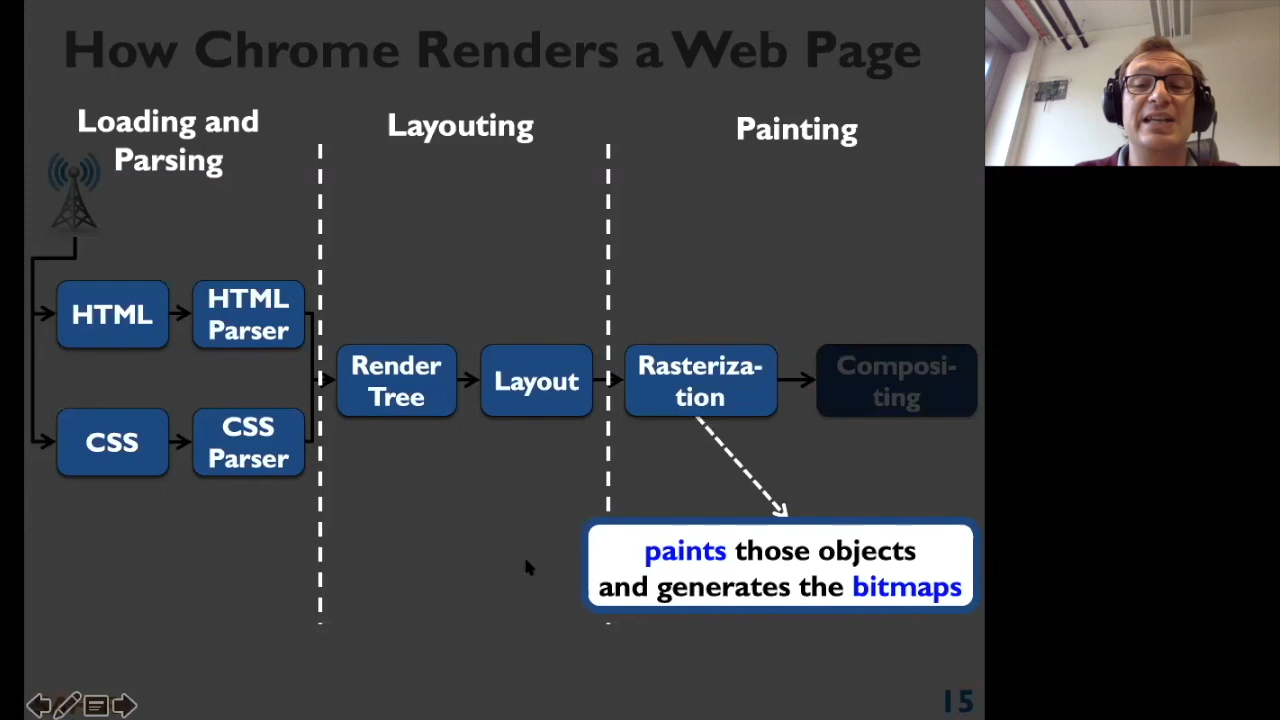 How Chrome Renders a Web Page
Loading and
Parsing
Layouting
Painting
HTML
HTML
Parser
CSS
CSS
Parser
Render
Tree
Layout
Rasteriza-
tion
Composi-
ting
paints those objects
and generates the bitmaps
15